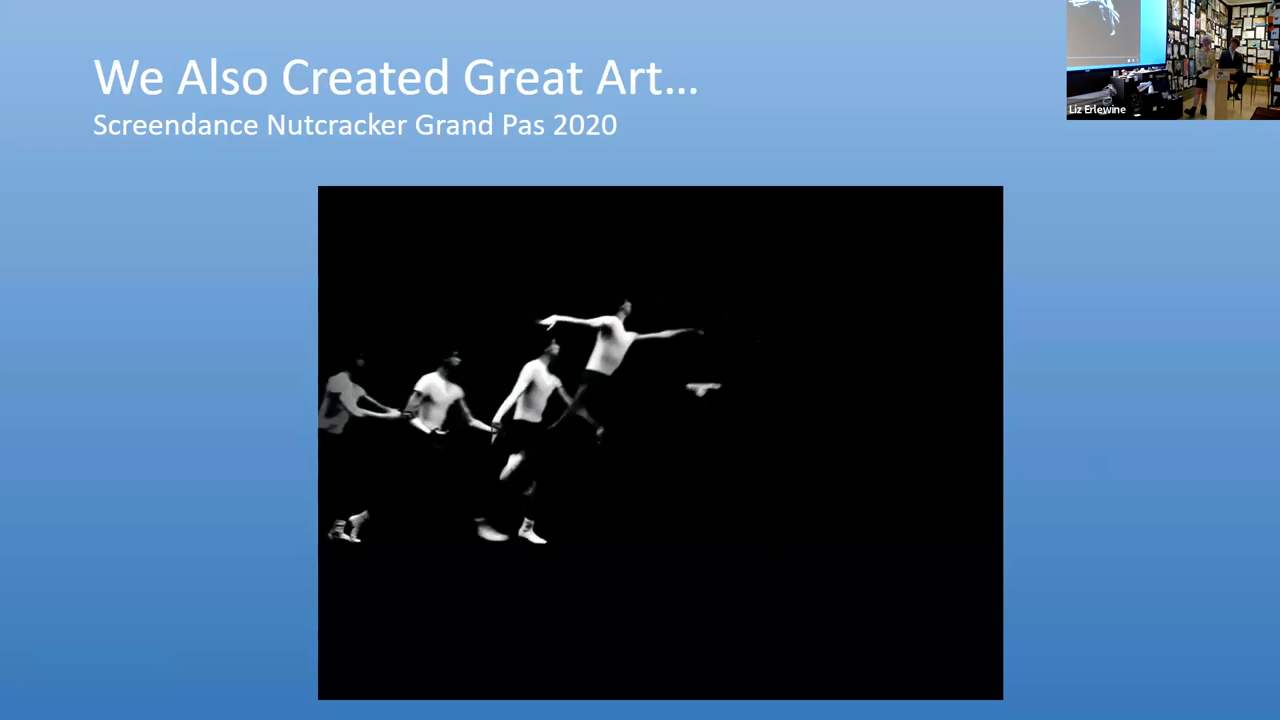 We Also Created Great Art...
Screendance Nutcracker Grand Pas 2020
Liz Erlewine